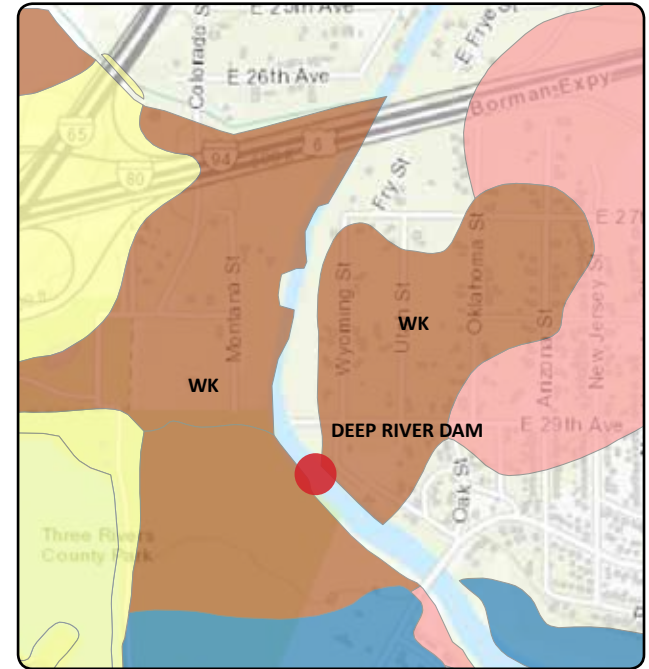 E 25th Ave
Colorado St
E Frye
E 26th Ave
Borman Expy
65
94
6
80
Fry St
E 27
Oklahoma St
Montana St
Wyoming St
Utah St
New Jersey St
Arizona St
WK
WK
DEEP RIVER DAM
E 29th Ave
Oak St
Three Rivers
County Park